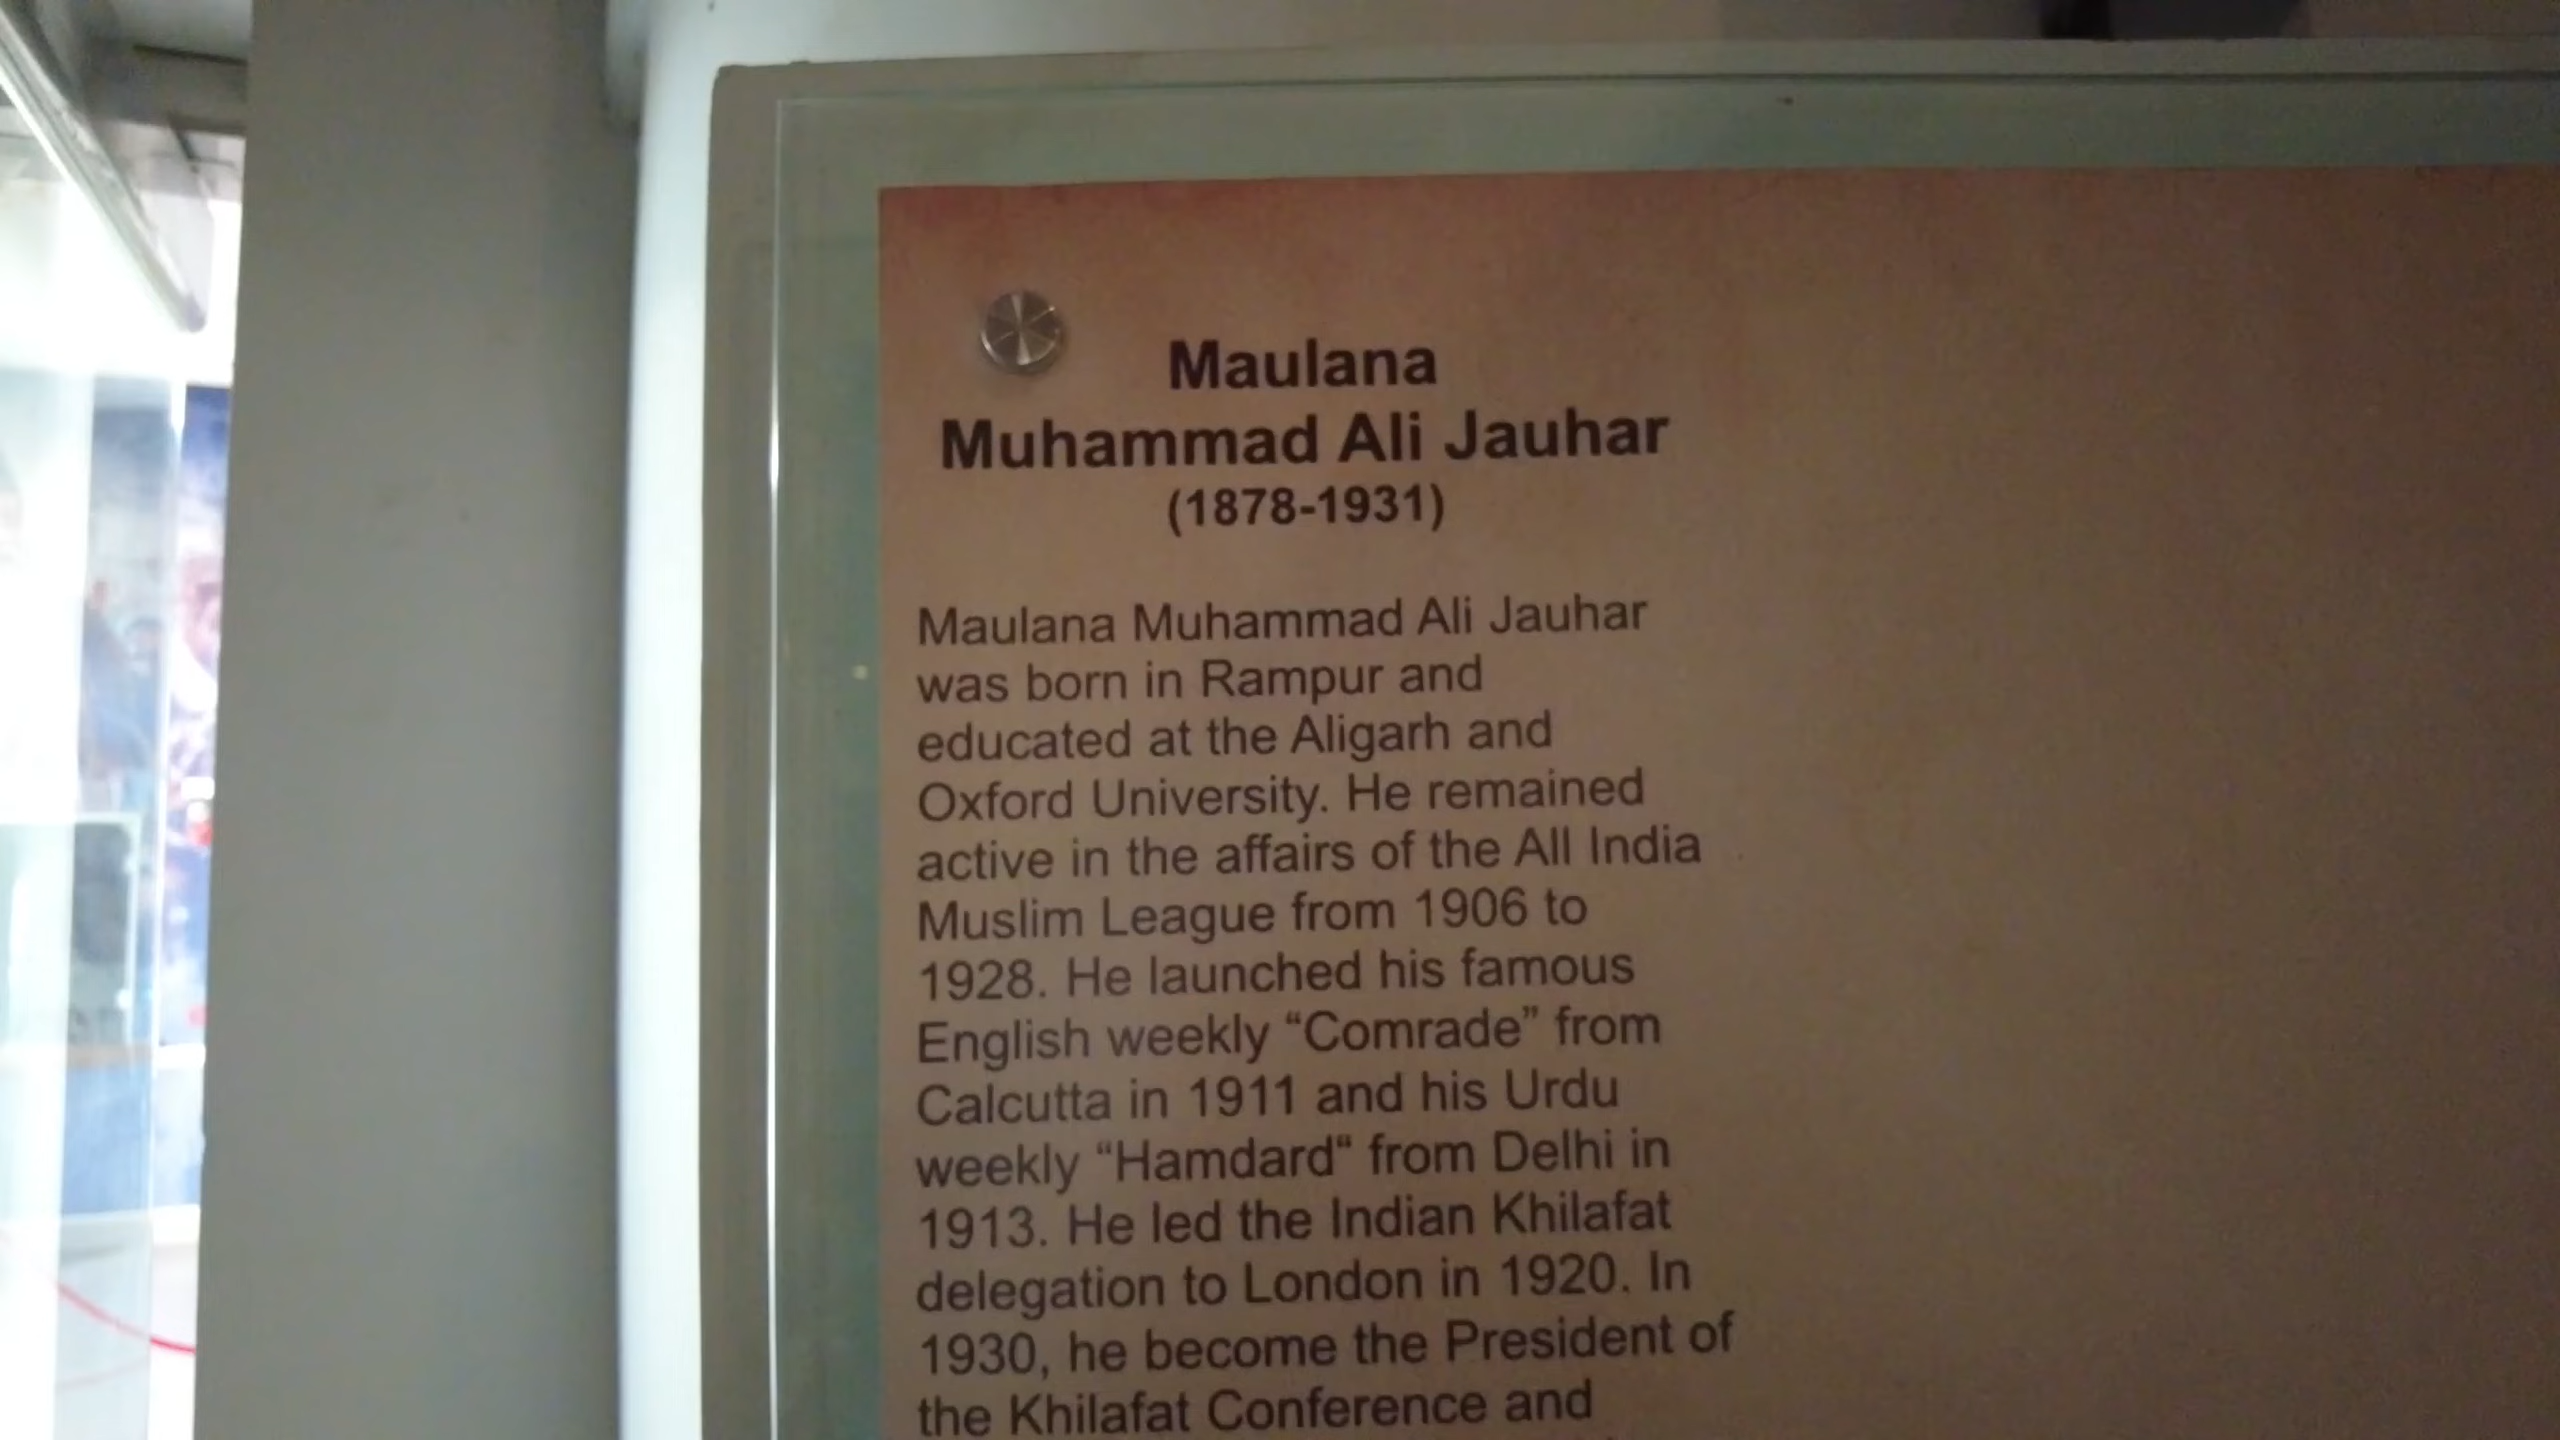 Maulana
Muhammad Ali Jauhar
(1878-1931)
Maulana Muhammad Ali Jauhar
was born in Rampur and
educated at the Aligarh and
Oxford University. He remained
active in the affairs of the All India
Muslim League from 1906 to
1928. He launched his famous
English weekly “Comrade” from
Calcutta in 1911 and his Urdu
weekly “Hamdard“ from Delhi in
1913. He led the Indian Khilafat
delegation to London in 1920. In
1930, he become the President of
the Khilafat Conference and